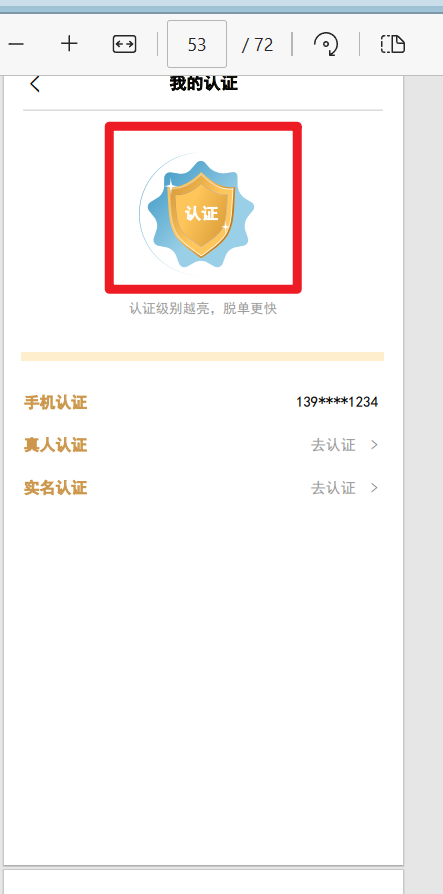 53 / 72
我的认证
认证
认证级别越亮，脱单更快
手机认证 139****1234
真人认证 去认证 >
实名认证 去认证 >